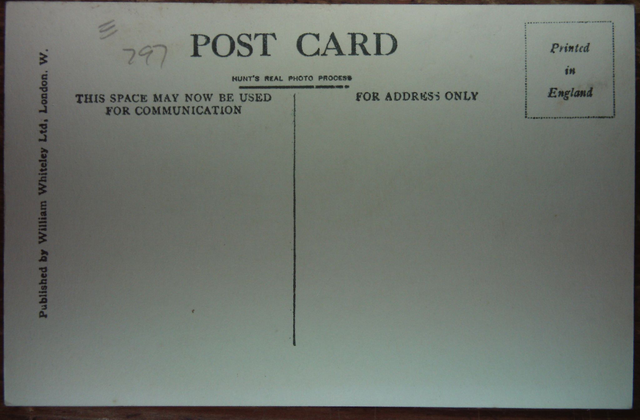 797
POST CARD
HUNT'S REAL PHOTO PROCESS
THIS SPACE MAY NOW BE USED
FOR COMMUNICATION
FOR ADDRESS ONLY
Printed
in
England
Published by William Whiteley Ltd, London. W.